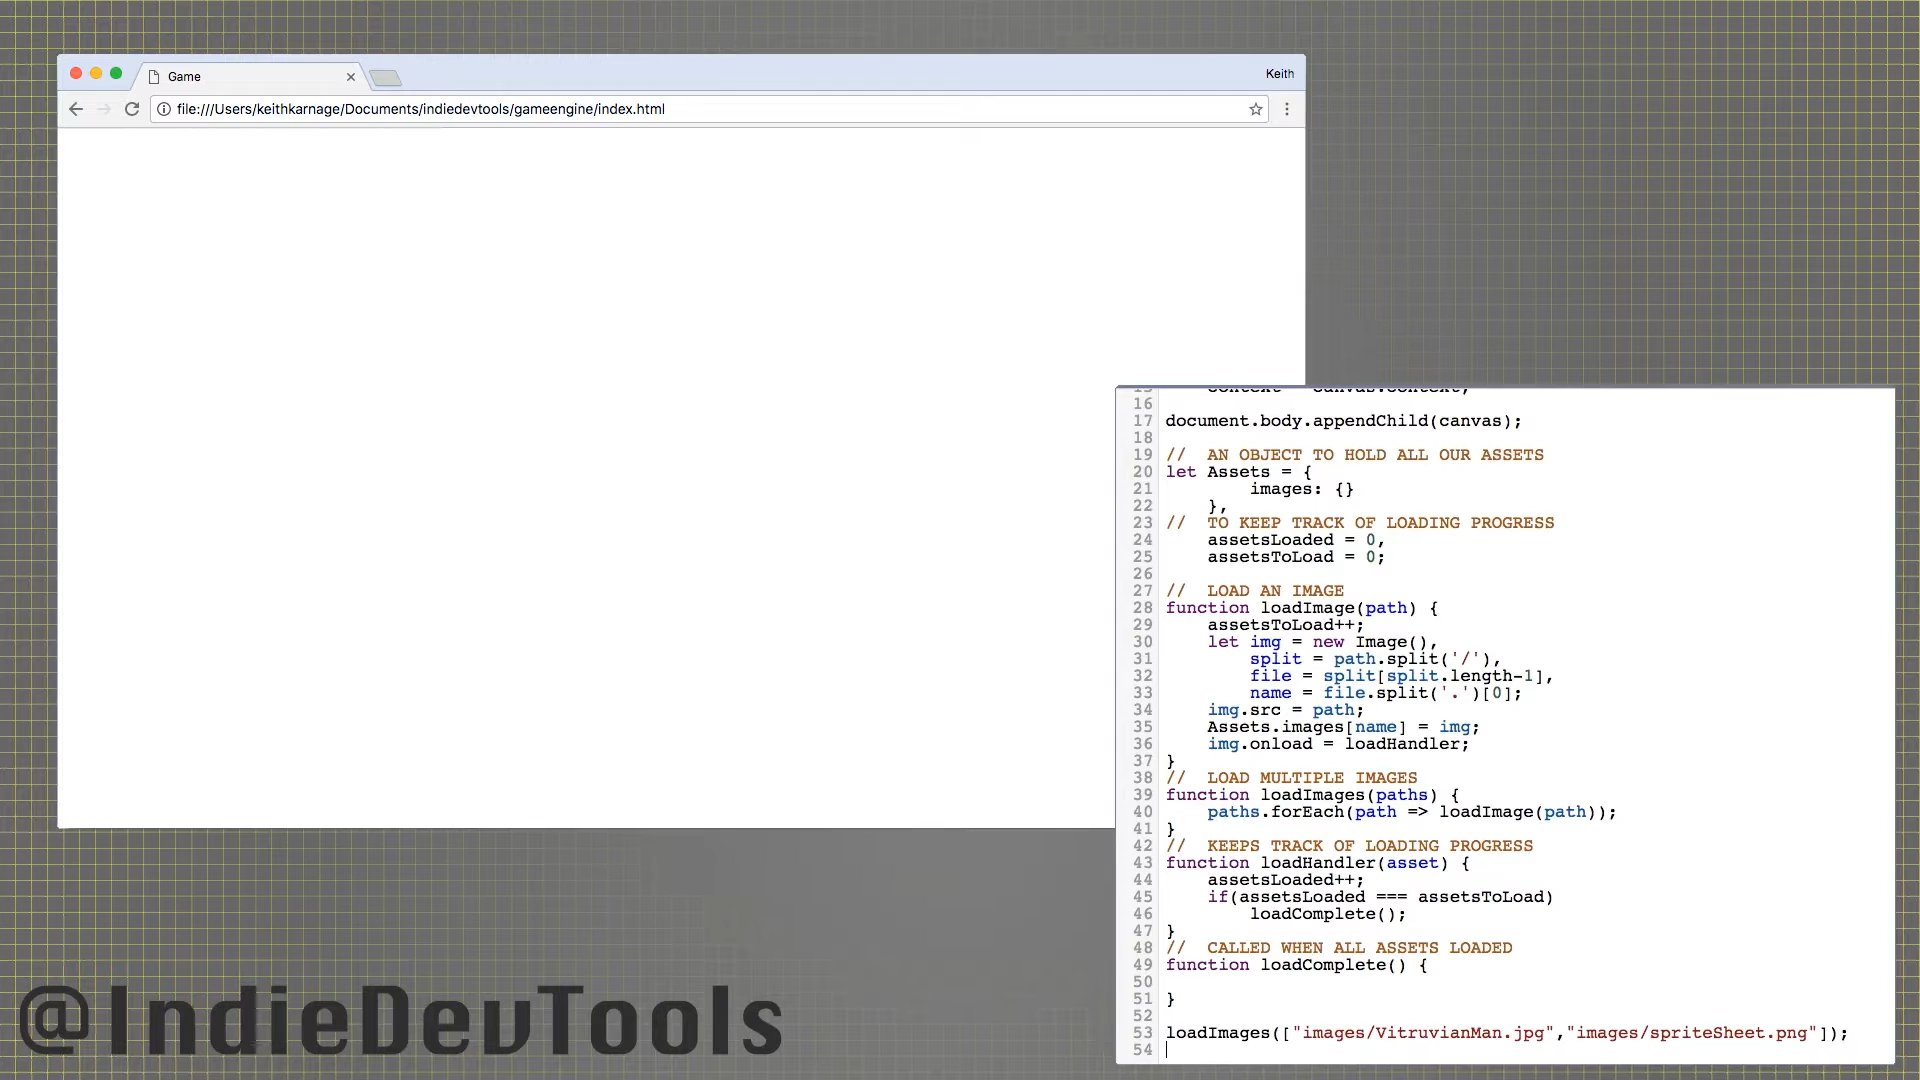 Game
Keith
file:///Users/keithkarnage/Documents/indiedevtools/gameengine/index.html
16
17 document.body.appendChild(canvas);
18
19 // AN OBJECT TO HOLD ALL OUR ASSETS
20 let Assets = {
21 images: {}
22 },
23 // TO KEEP TRACK OF LOADING PROGRESS
24 assetsLoaded = 0,
25 assetsToLoad = 0;
26
27 // LOAD AN IMAGE
28 function loadImage(path) {
29 assetsToLoad++;
30 let img = new Image(),
31 split = path.split('/'),
32 file = split[split.length-1],
33 name = file.split('.')[0];
34 img.src = path;
35 Assets.images[name] = img;
36 img.onload = loadHandler;
37 }
38 // LOAD MULTIPLE IMAGES
39 function loadImages(paths) {
40 paths.forEach(path => loadImage(path));
41 }
42 // KEEPS TRACK OF LOADING PROGRESS
43 function loadHandler(asset) {
44 assetsLoaded++;
45 if(assetsLoaded === assetsToLoad)
46 loadComplete();
47 }
48 // CALLED WHEN ALL ASSETS LOADED
49 function loadComplete() {
50
51 }
52
53 loadImages(["images/VitruvianMan.jpg","images/spriteSheet.png"]);
54
@IndieDevTools